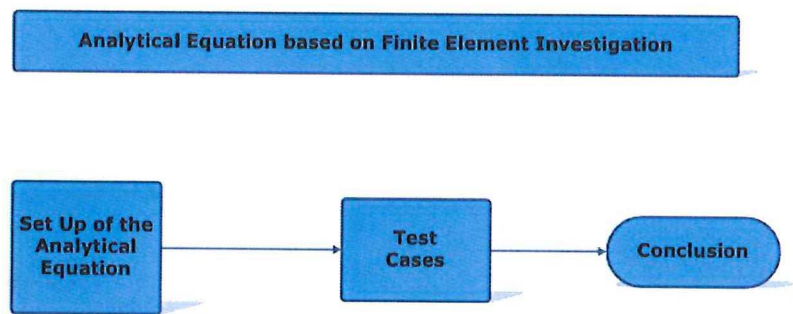 Analytical Equation based on Finite Element Investigation
Set Up of the
Analytical
Equation
Test
Cases
Conclusion